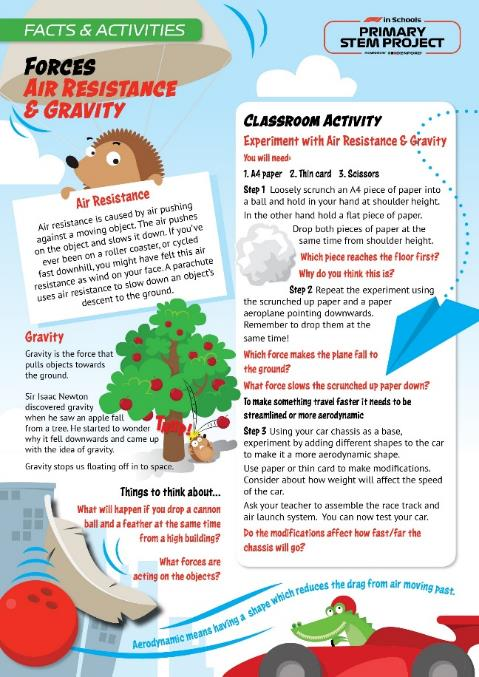 FACTS & ACTIVITIES
in Schools
PRIMARY
STEM PROJECT
FORCES
AIR RESISTANCE
& GRAVITY
Air Resistance
Air resistance is caused by air pushing
against a moving object. The air pushes
on the object and slows it down. If you've
ever been on a roller coaster, or cycled
fast downhill, you might have felt this air
resistance as wind on your face. A parachute
uses air resistance to slow down an object's
descent to the ground.
Gravity
Gravity is the force that
pulls objects towards
the ground.
Sir Isaac Newton
discovered gravity
when he saw an apple fall
from a tree. He started to wonder
why it fell downwards and came up
with the idea of gravity.
Gravity stops us floating off in to space.
Things to think about...
What will happen if you drop a cannon
ball and a feather at the same time
from a high building?
What forces are
acting on the objects?
CLASSROOM ACTIVITY
Experiment with Air Resistance & Gravity
You will need:
1. A4 paper 2. Thin card 3. Scissors
Step 1 Loosely scrunch an A4 piece of paper into
a ball and hold in your hand at shoulder height.
In the other hand hold a flat piece of paper.
Drop both pieces of paper at the
same time from shoulder height.
Which piece reaches the floor first?
Why do you think this is?
Step 2 Repeat the experiment using
the scrunched up paper and a paper
aeroplane pointing downwards.
Remember to drop them at the
same time!
Which force makes the plane fall to
the ground?
What force slows the scrunched up paper down?
To make something travel faster it needs to be
streamlined or more aerodynamic
Step 3 Using your car chassis as a base,
experiment by adding different shapes to the car
to make it a more aerodynamic shape.
Use paper or thin card to make modifications.
Consider about how weight will affect the speed
of the car.
Ask your teacher to assemble the race track and
air launch system. You can now test your car.
Do the modifications affect how fast/far the
chassis will go?
Aerodynamic means having a shape which reduces the drag from air moving past.